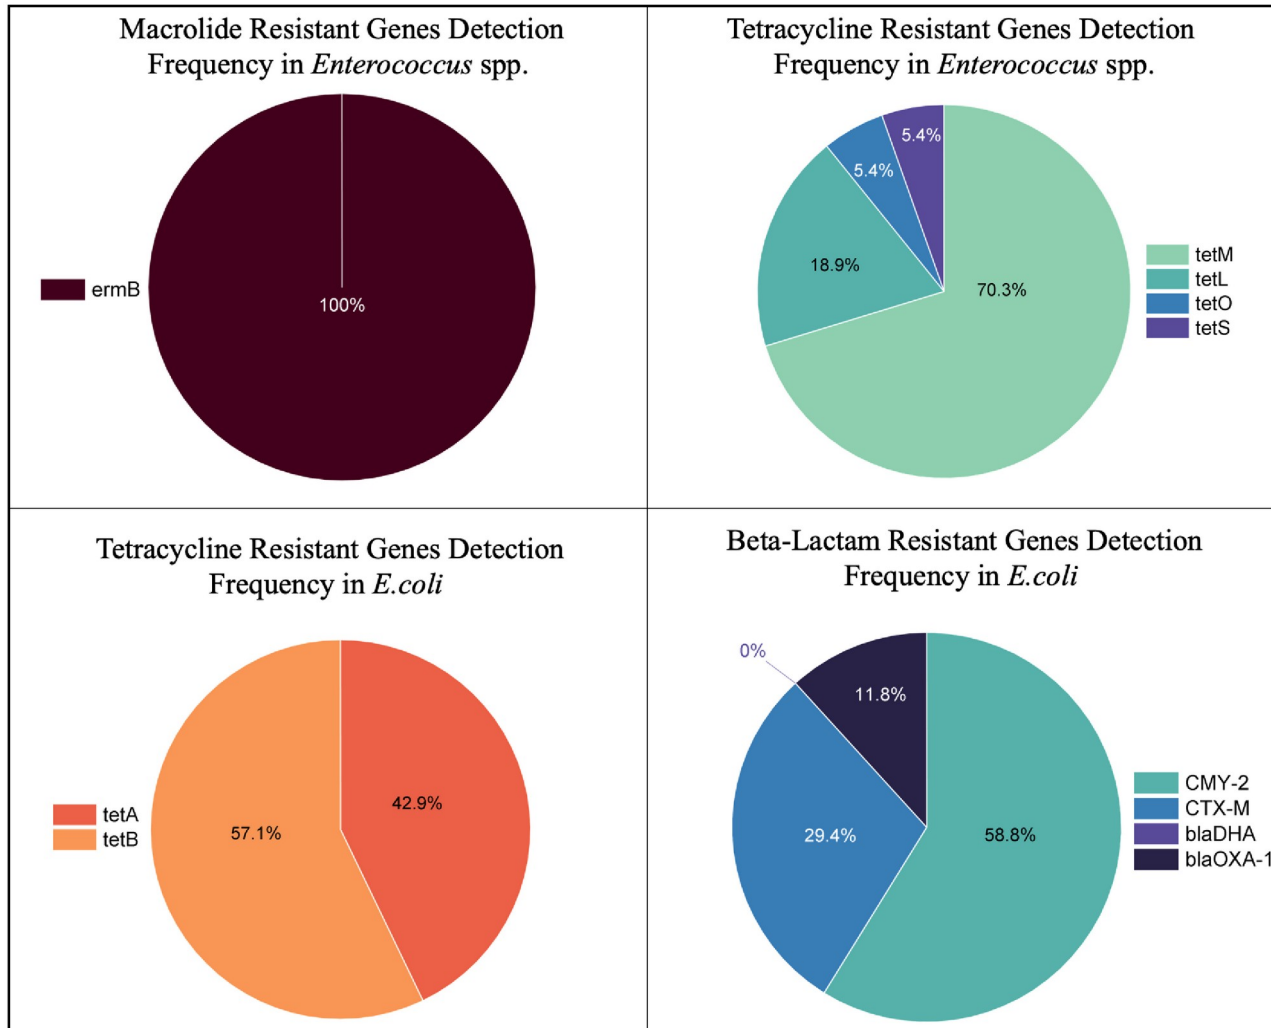 Macrolide Resistant Genes Detection
Frequency in Enterococcus spp.
ermB
100%
Tetracycline Resistant Genes Detection
Frequency in Enterococcus spp.
5.4%
5.4%
18.9%
70.3%
tetM
tetL
tetO
tetS
Tetracycline Resistant Genes Detection
Frequency in E.coli
tetA
tetB
42.9%
57.1%
Beta-Lactam Resistant Genes Detection
Frequency in E.coli
0%
11.8%
29.4%
58.8%
CMY-2
CTX-M
blaDHA
blaOXA-1